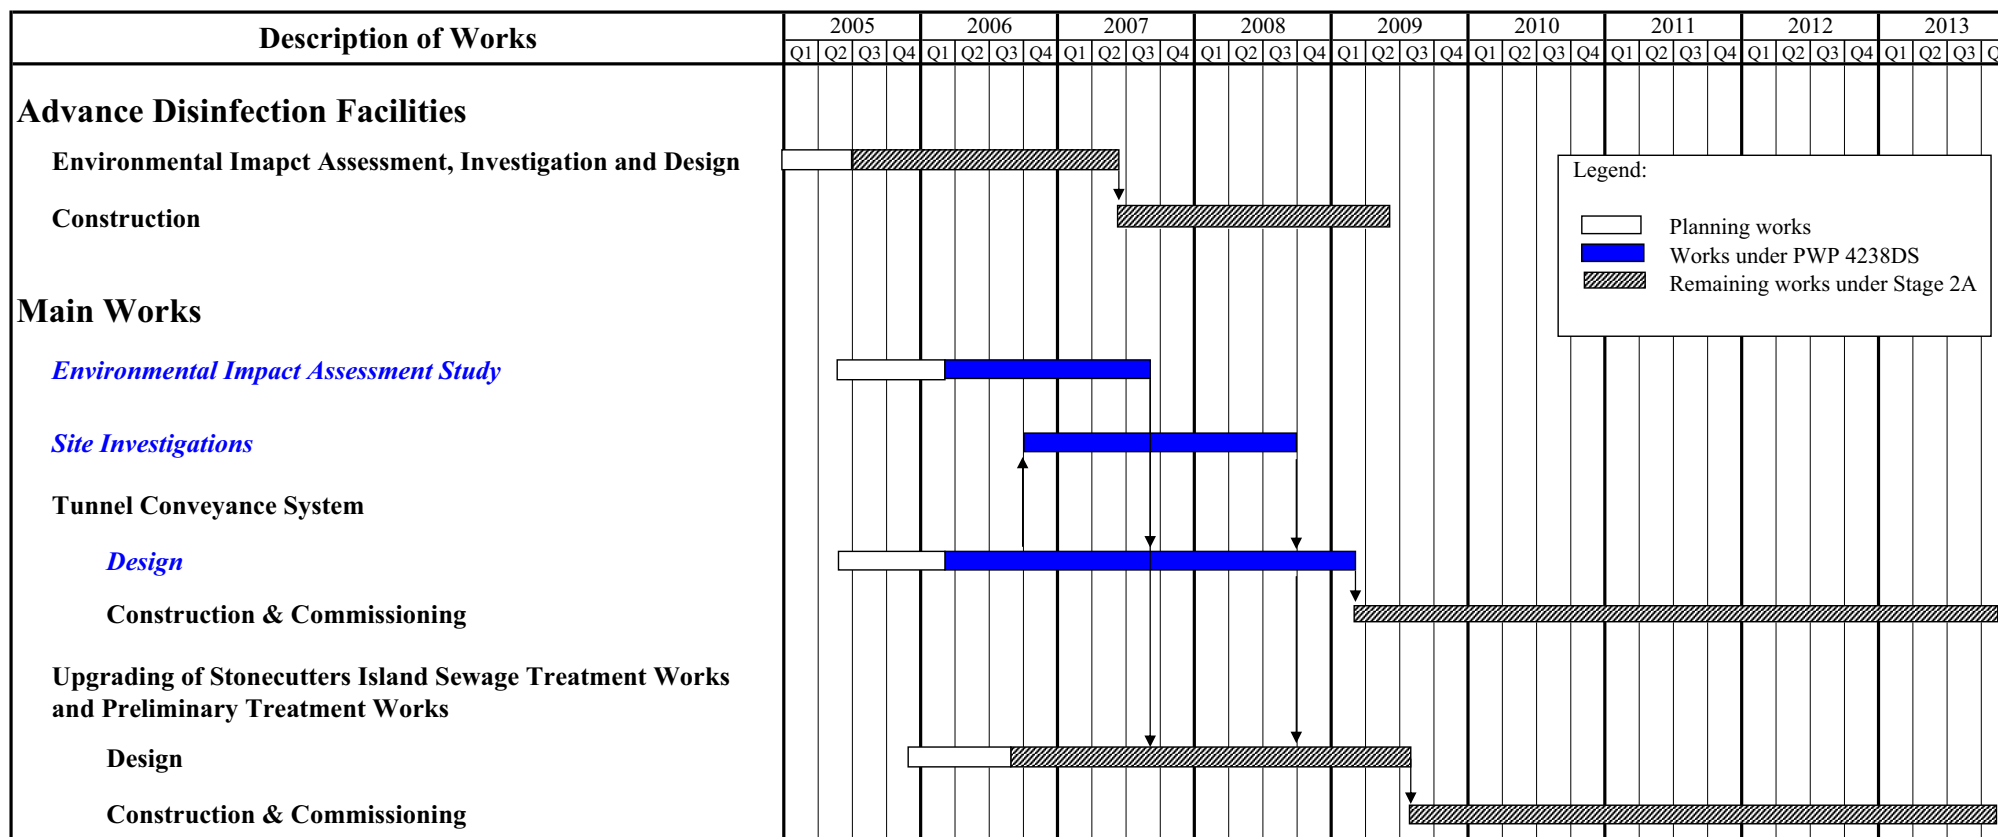 Description of Works
2005 2006 2007 2008 2009 2010 2011 2012 2013
Q1 Q2 Q3 Q4 Q1 Q2 Q3 Q4 Q1 Q2 Q3 Q4 Q1 Q2 Q3 Q4 Q1 Q2 Q3 Q4 Q1 Q2 Q3 Q4 Q1 Q2 Q3 Q4 Q1 Q2 Q3 Q4 Q1 Q2 Q3 Q
Advance Disinfection Facilities
Environmental Imapct Assessment, Investigation and Design
Construction
Legend:
Planning works
Works under PWP 4238DS
Remaining works under Stage 2A
Main Works
Environmental Impact Assessment Study
Site Investigations
Tunnel Conveyance System
Design
Construction & Commissioning
Upgrading of Stonecutters Island Sewage Treatment Works
and Preliminary Treatment Works
Design
Construction & Commissioning